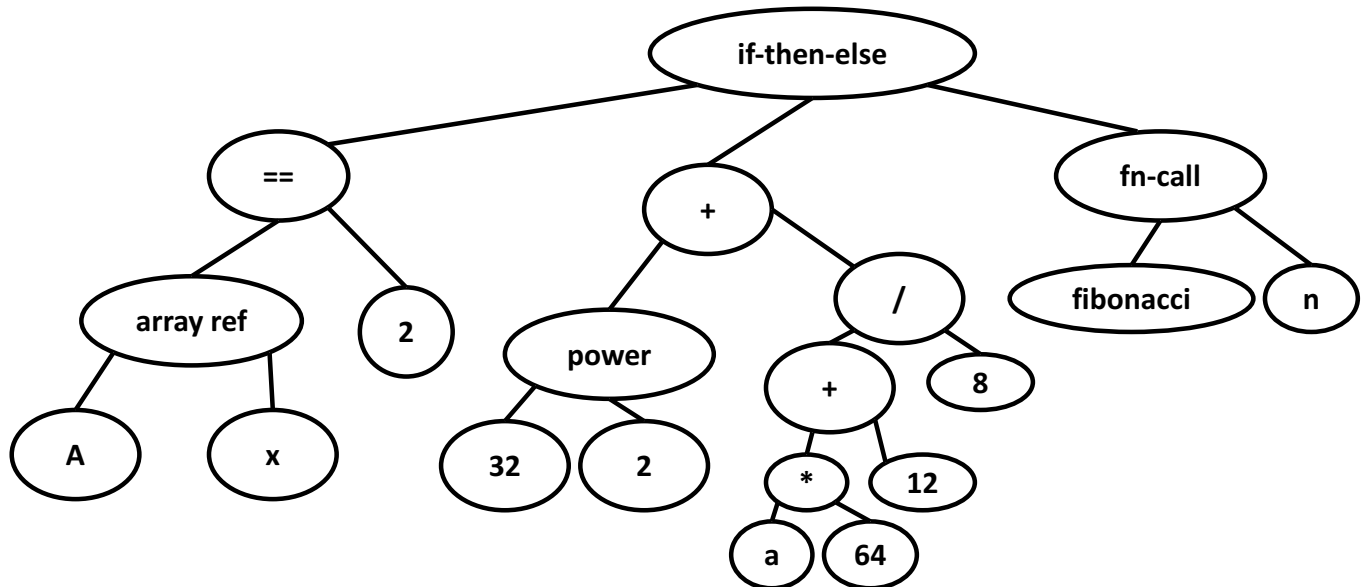 if-then-else
==
+
fn-call
array ref
2
power
/
fibonacci
n
A
x
32
2
+
8
*
12
a
64